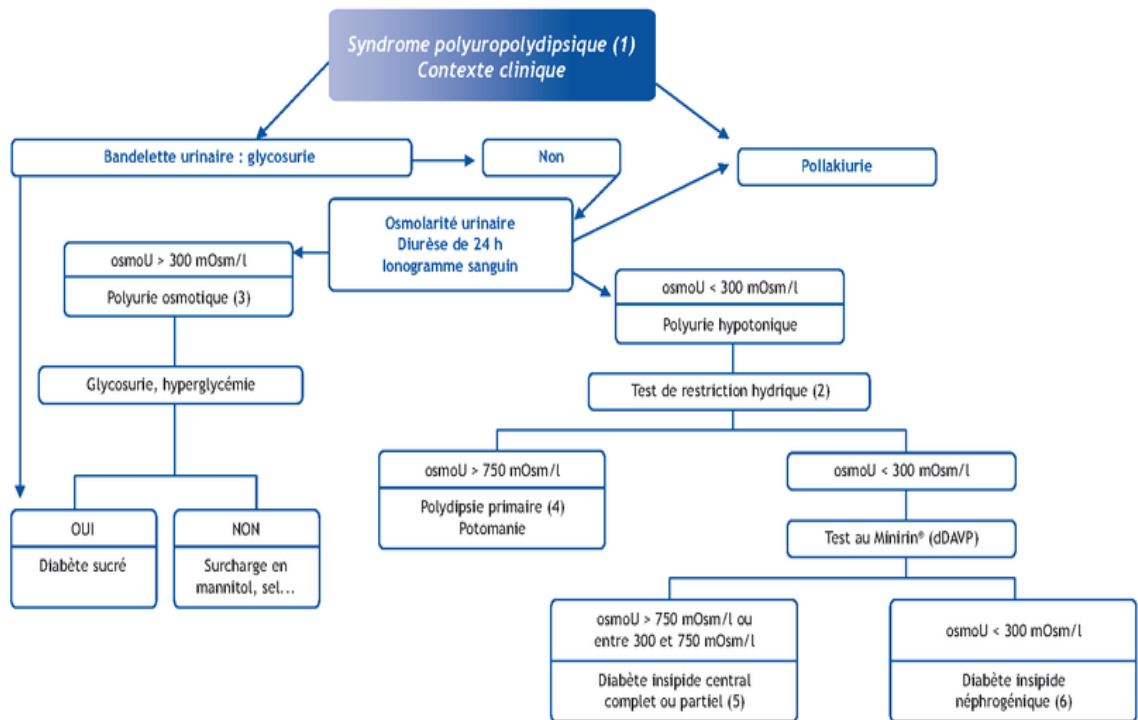 Syndrome polyuropolydipsique (1)
Contexte clinique
Bandelette urinaire : glycosurie
Non
Pollakiurie
Osmolarité urinaire
Diurèse de 24 h
Ionogramme sanguin
osmoU > 300 mOsm/l
Polyurie osmotique (3)
osmoU < 300 mOsm/l
Polyurie hypotonique
Glycosurie, hyperglycémie
Test de restriction hydrique (2)
osmoU > 750 mOsm/l
Polydipsie primaire (4)
Potomanie
osmoU < 300 mOsm/l
OUI
Diabète sucré
NON
Surcharge en
mannitol, sel...
Test au Minirin® (dDAVP)
osmoU > 750 mOsm/l ou
entre 300 et 750 mOsm/l
Diabète insipide central
complet ou partiel (5)
osmoU < 300 mOsm/l
Diabète insipide
néphrogénique (6)